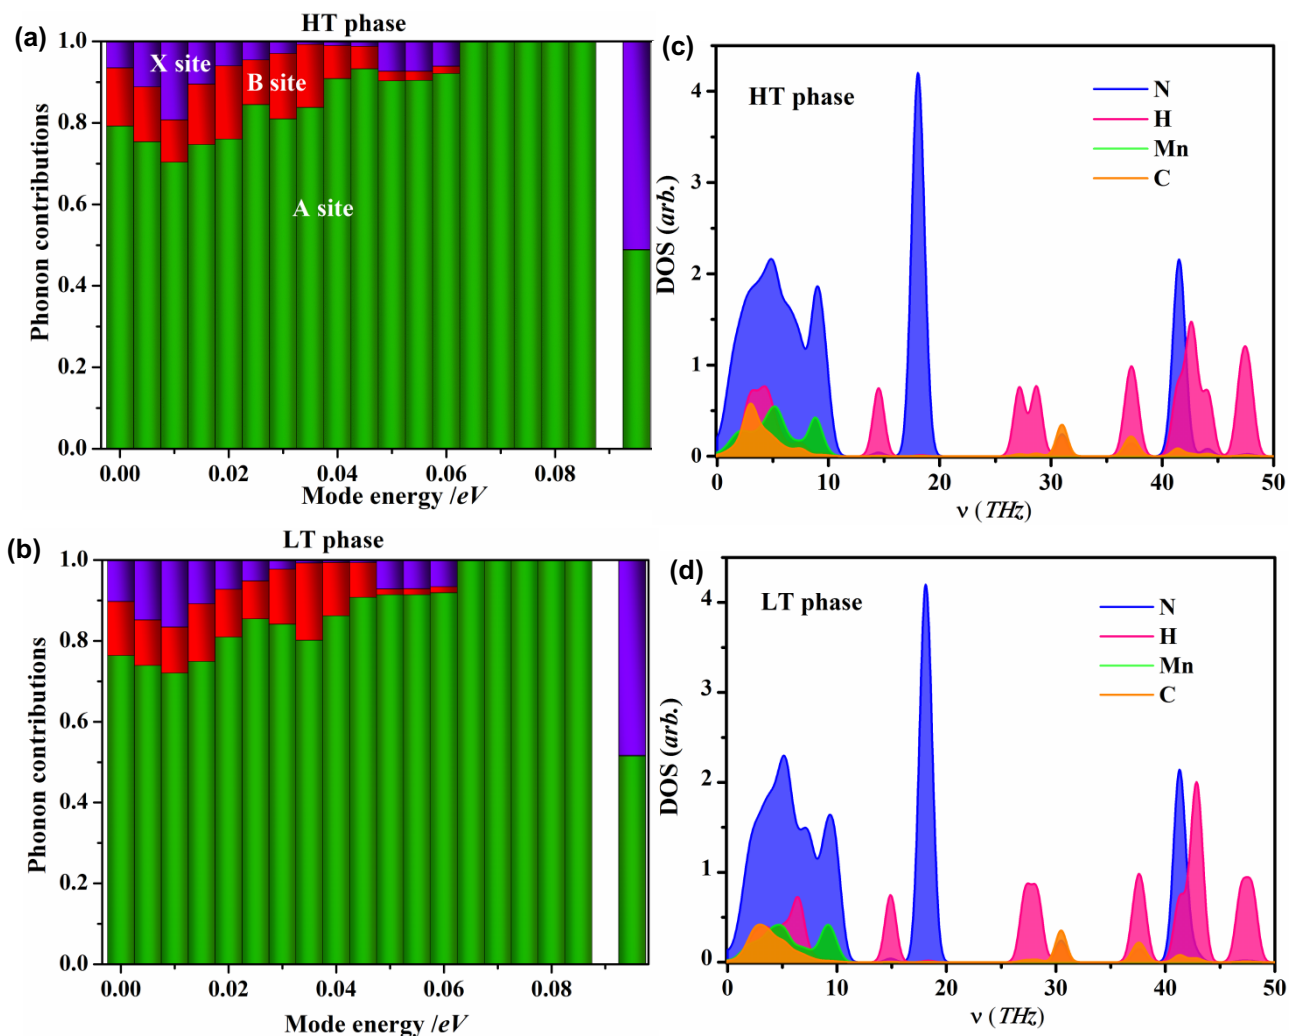 (a)
HT phase
1.0
0.8
0.6
0.4
0.2
0.0
Phonon contributions
X site
B site
A site
0.00
0.02
0.04
0.06
0.08
Mode energy /eV
(c)
HT phase
N
H
Mn
C
4
3
2
1
0
DOS (arb.)
0
10
20
30
40
50
ν (THz)
(b)
LT phase
1.0
0.8
0.6
0.4
0.2
0.0
Phonon contributions
0.00
0.02
0.04
0.06
0.08
Mode energy /eV
(d)
LT phase
N
H
Mn
C
4
3
2
1
0
DOS (arb.)
0
10
20
30
40
50
ν (THz)